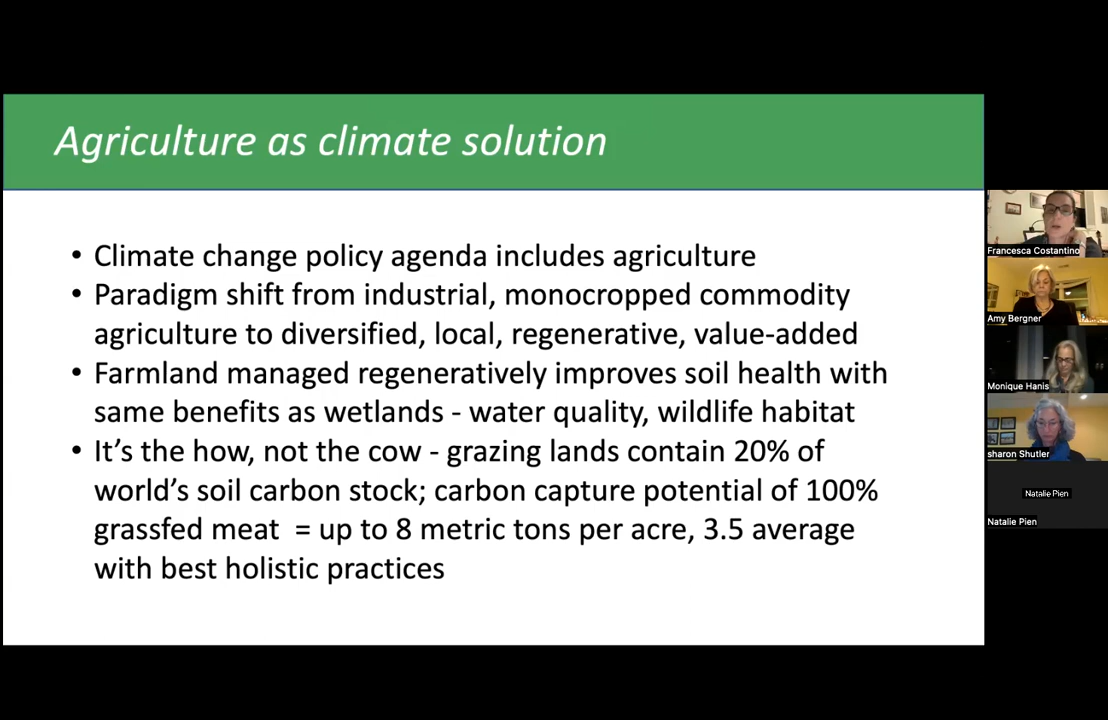 Agriculture as climate solution
• Climate change policy agenda includes agriculture
• Paradigm shift from industrial, monocropped commodity
agriculture to diversified, local, regenerative, value-added
• Farmland managed regeneratively improves soil health with
same benefits as wetlands - water quality, wildlife habitat
• It's the how, not the cow - grazing lands contain 20% of
world's soil carbon stock; carbon capture potential of 100%
grassfed meat = up to 8 metric tons per acre, 3.5 average
with best holistic practices
Francesca Costantino
Amy Bergner
Monique Hanis
sharon Shutler
Natalie Pien
Natalie Pien